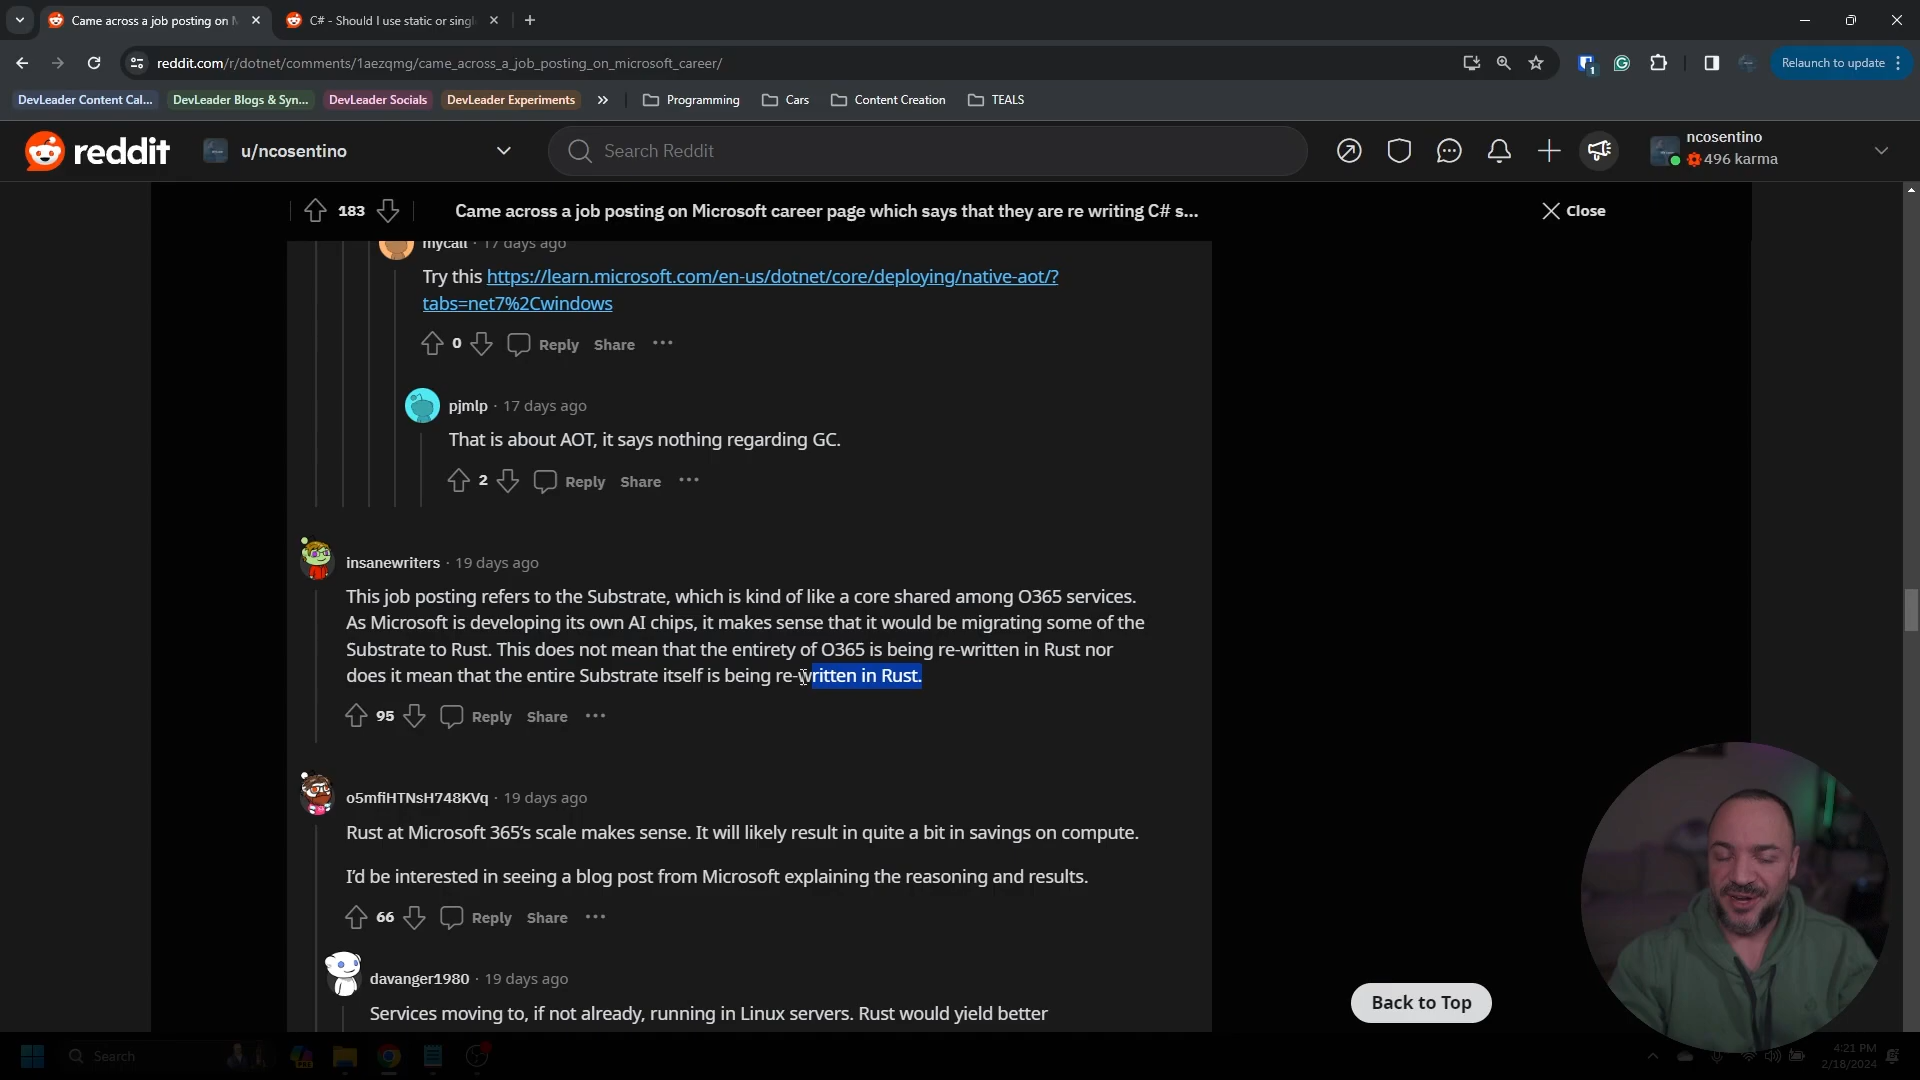 Came across a job posting on M
C# - Should I use static or singl
reddit.com/r/dotnet/comments/1aezqmg/came_across_a_job_posting_on_microsoft_career/
Relaunch to update
DevLeader Content Cal...
DevLeader Blogs & Syn...
DevLeader Socials
DevLeader Experiments
Programming
Cars
Content Creation
TEALS
reddit
u/ncosentino
Search Reddit
ncosentino
496 karma
183
Came across a job posting on Microsoft career page which says that they are re writing C# s...
Close
mycall · 17 days ago
Try this https://learn.microsoft.com/en-us/dotnet/core/deploying/native-aot/?
tabs=net7%2Cwindows
0 Reply Share
pjmlp · 17 days ago
That is about AOT, it says nothing regarding GC.
2 Reply Share
insanewriters · 19 days ago
This job posting refers to the Substrate, which is kind of like a core shared among O365 services.
As Microsoft is developing its own AI chips, it makes sense that it would be migrating some of the
Substrate to Rust. This does not mean that the entirety of O365 is being re-written in Rust nor
does it mean that the entire Substrate itself is being re-written in Rust.
95 Reply Share
o5mfiHTNsH748KVq · 19 days ago
Rust at Microsoft 365's scale makes sense. It will likely result in quite a bit in savings on compute.
I'd be interested in seeing a blog post from Microsoft explaining the reasoning and results.
66 Reply Share
davanger1980 · 19 days ago
Services moving to, if not already, running in Linux servers. Rust would yield better
Back to Top
Search
4:21 PM
2/18/2024